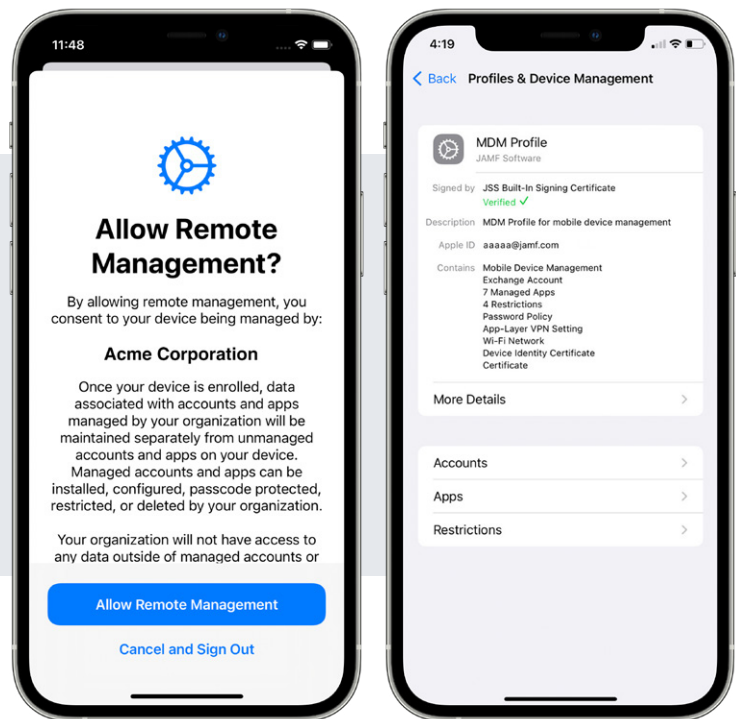 11:48
Allow Remote
Management?
By allowing remote management, you
consent to your device being managed by:
Acme Corporation
Once your device is enrolled, data
associated with accounts and apps
managed by your organization will be
maintained separately from unmanaged
accounts and apps on your device.
Managed accounts and apps can be
installed, configured, passcode protected,
restricted, or deleted by your organization.
Your organization will not have access to
any data outside of managed accounts or
Allow Remote Management
Cancel and Sign Out
4:19
Back Profiles & Device Management
MDM Profile
JAMF Software
Signed by JSS Built-In Signing Certificate
Verified ✓
Description MDM Profile for mobile device management
Apple ID aaaaa@jamf.com
Contains Mobile Device Management
Exchange Account
7 Managed Apps
4 Restrictions
Password Policy
App-Layer VPN Setting
Wi-Fi Network
Device Identity Certificate
Certificate
More Details
Accounts
Apps
Restrictions